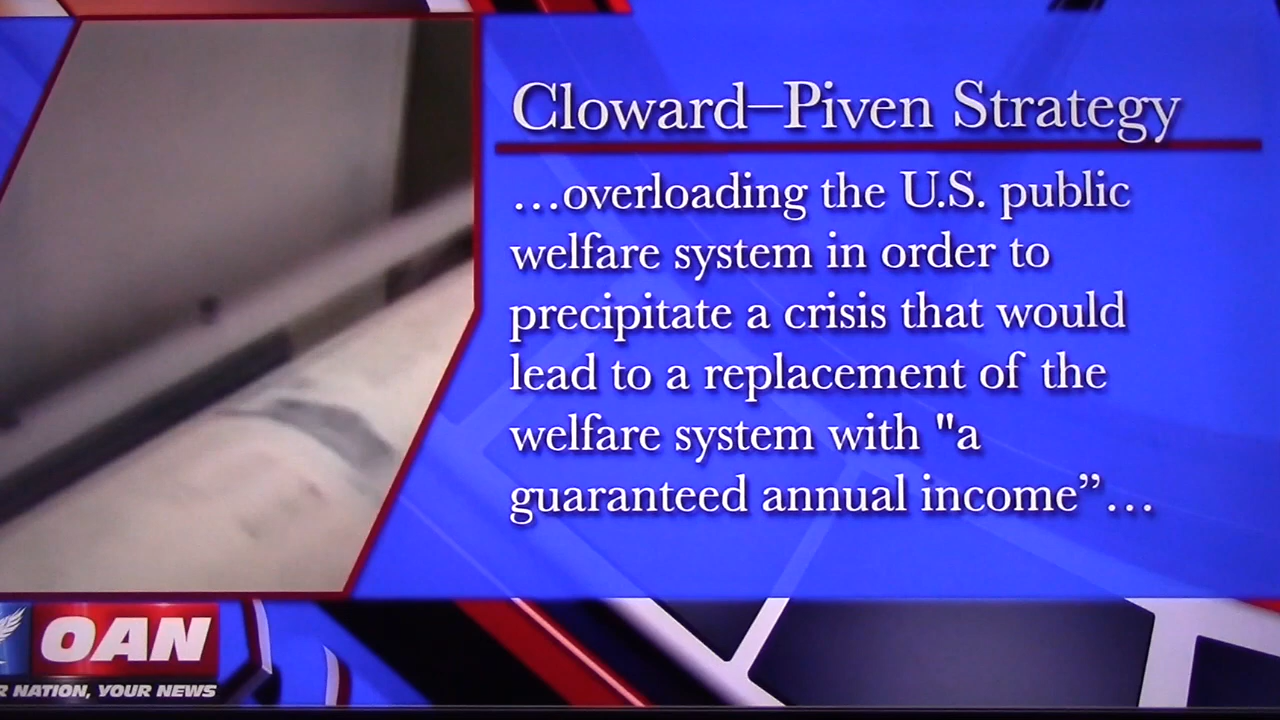 Cloward–Piven Strategy
…overloading the U.S. public
welfare system in order to
precipitate a crisis that would
lead to a replacement of the
welfare system with "a
guaranteed annual income”…
OAN
NATION, YOUR NEWS